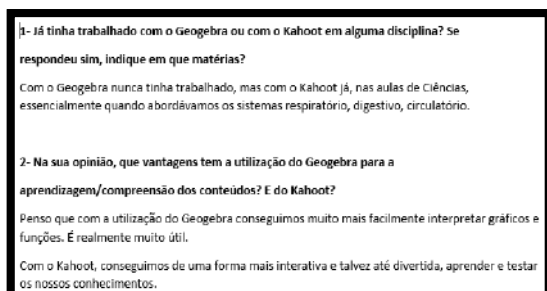 1- Já tinha trabalhado com o Geogebra ou com o Kahoot em alguma disciplina? Se
respondeu sim, indique em que matérias?
Com o Geogebra nunca tinha trabalhado, mas com o Kahoot já, nas aulas de Ciências,
essencialmente quando abordávamos os sistemas respiratório, digestivo, circulatório.
2- Na sua opinião, que vantagens tem a utilização do Geogebra para a
aprendizagem/compreensão dos conteúdos? E do Kahoot?
Penso que com a utilização do Geogebra conseguimos muito mais facilmente interpretar gráficos e
funções. É realmente muito útil.
Com o Kahoot, conseguimos de uma forma mais interativa e talvez até divertida, aprender e testar
os nossos conhecimentos.